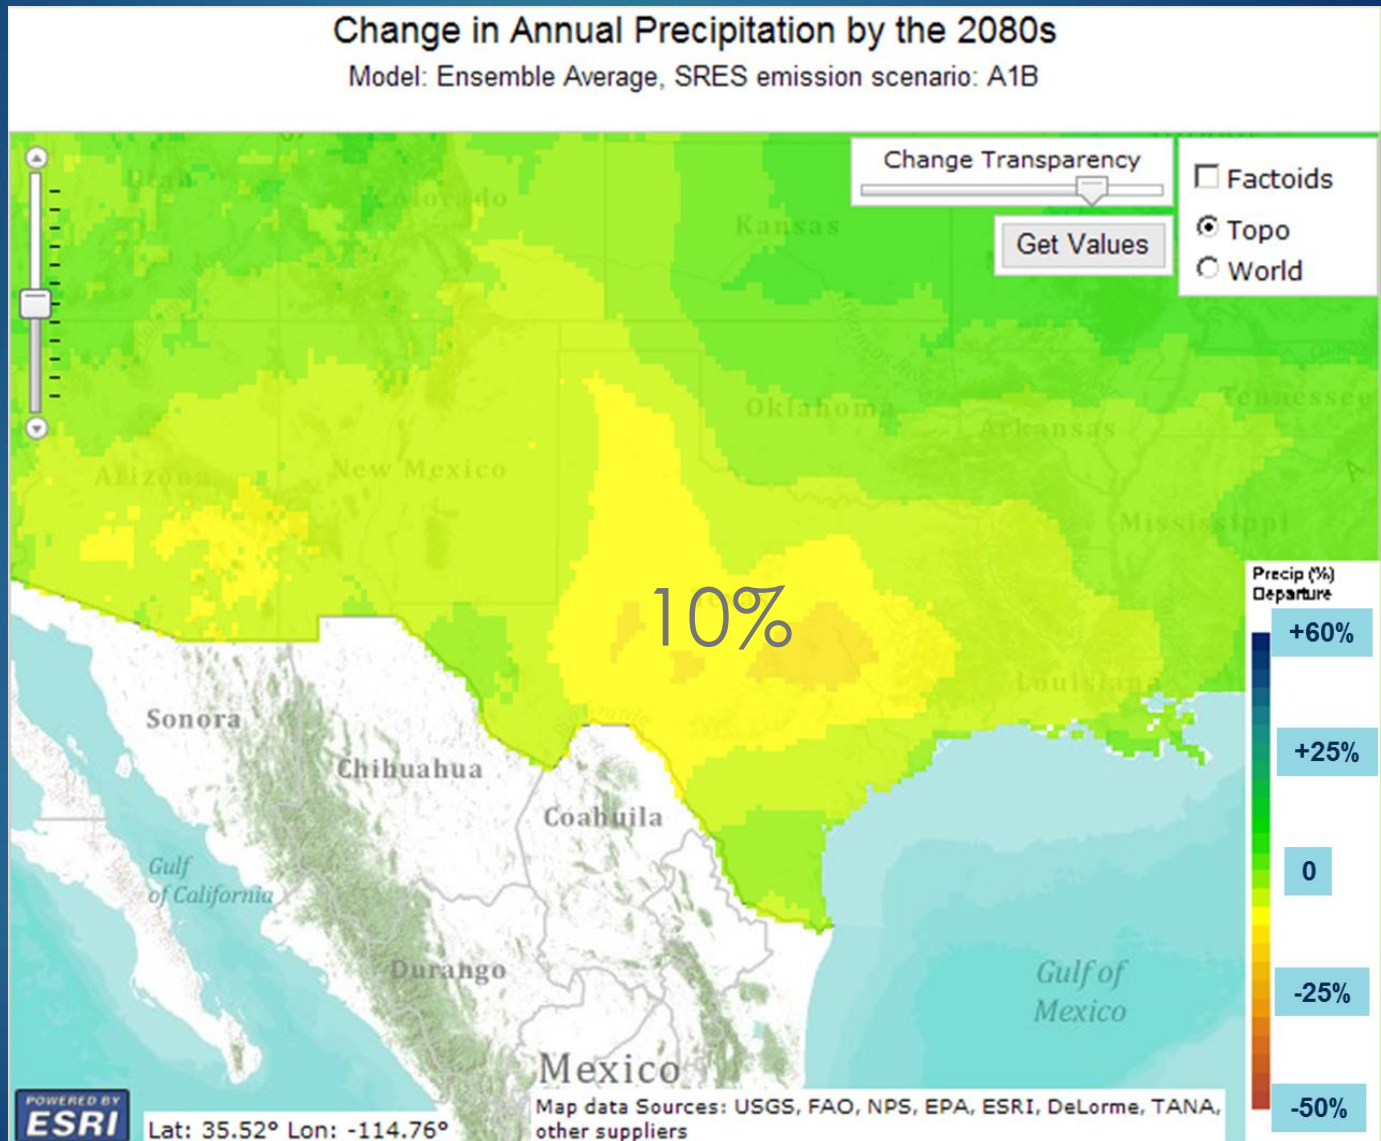 Change in Annual Precipitation by the 2080s
Model: Ensemble Average, SRES emission scenario: A1B
Change Transparency
Factoids
Get Values
Topo
World
Utah
Colorado
Kansas
Oklahoma
Tennessee
Arkansas
Arizona
New Mexico
Mississippi
10%
Louisiana
Precip (%)
Departure
+60%
+25%
0
-25%
-50%
Sonora
Chihuahua
Coahuila
Gulf
of California
Durango
Gulf of
Mexico
Mexico
POWERED BY
ESRI
Lat: 35.52° Lon: -114.76°
Map data Sources: USGS, FAO, NPS, EPA, ESRI, DeLorme, TANA,
other suppliers